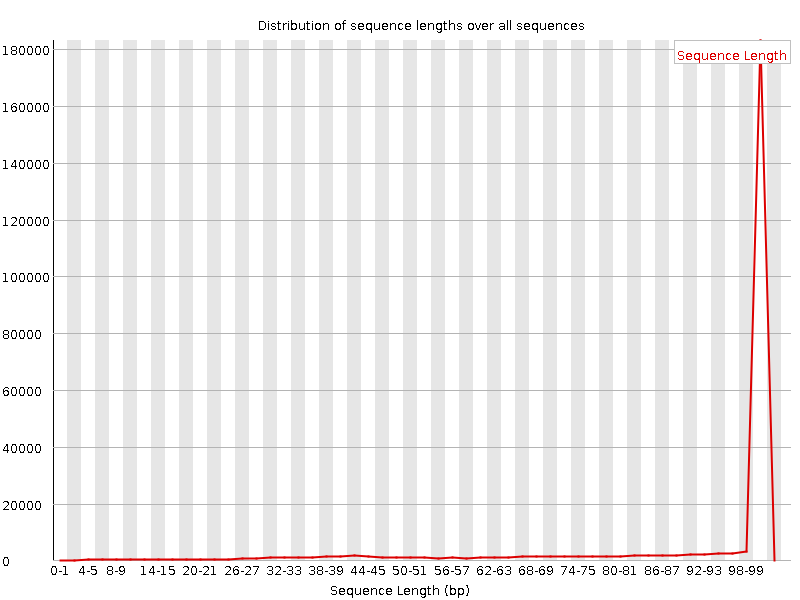 Distribution of sequence lengths over all sequences
180000
Sequence Length
160000
140000
120000
100000
80000
60000
40000
20000
0
0-1 4-5 8-9 14-15 20-21 26-27 32-33 38-39 44-45 50-51 56-57 62-63 68-69 74-75 80-81 86-87 92-93 98-99
Sequence Length (bp)